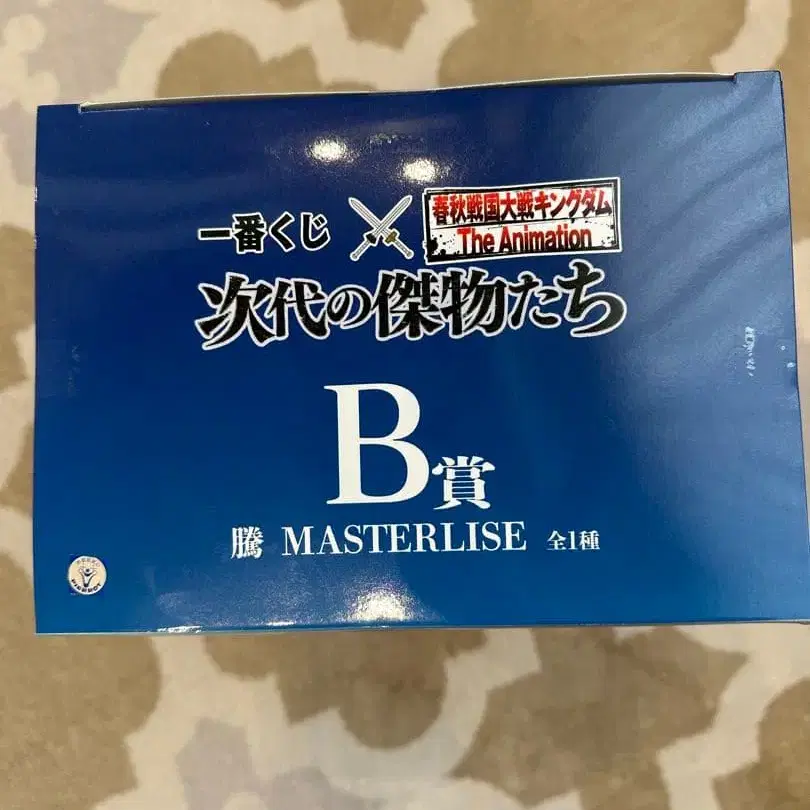 一番くじ
春秋戦国大戦キングダム
The Animation
次代の傑物たち
B賞
騰 MASTERLISE 全1種
PIERROT